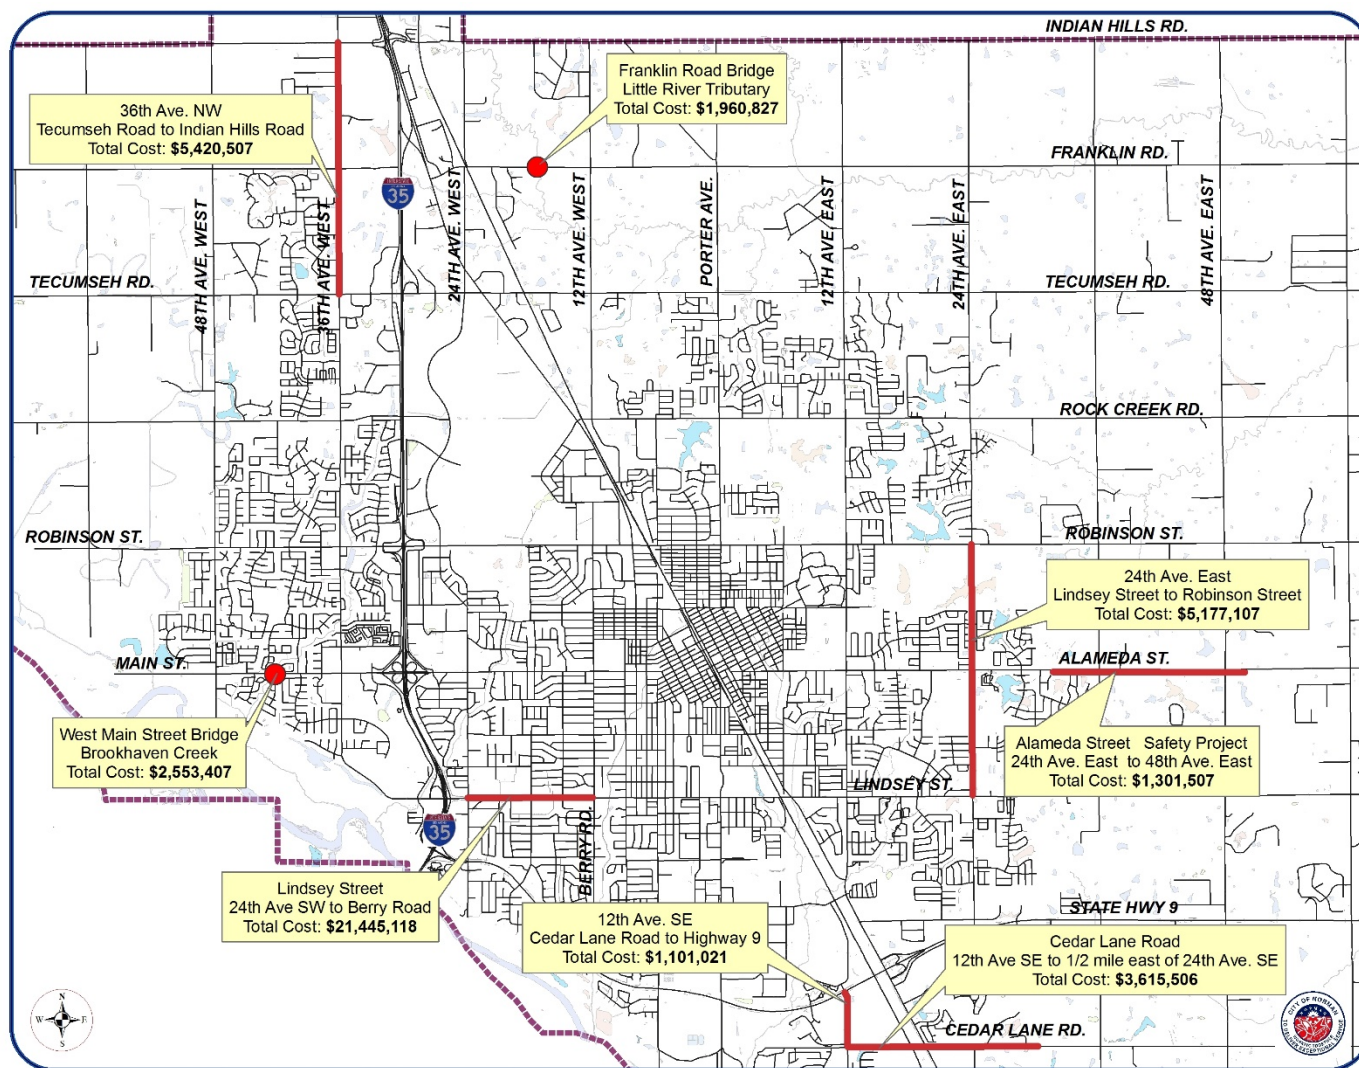 INDIAN HILLS RD.
36th Ave. NW
Tecumseh Road to Indian Hills Road
Total Cost: $5,420,507
Franklin Road Bridge
Little River Tributary
Total Cost: $1,960,827
FRANKLIN RD.
35
48TH AVE. WEST
36TH AVE. WEST
24TH AVE. WEST
12TH AVE. WEST
PORTER AVE.
12TH AVE. EAST
24TH AVE. EAST
48TH AVE. EAST
TECUMSEH RD.
TECUMSEH RD.
ROCK CREEK RD.
ROBINSON ST.
ROBINSON ST.
24th Ave. East
Lindsey Street to Robinson Street
Total Cost: $5,177,107
MAIN ST.
ALAMEDA ST.
West Main Street Bridge
Brookhaven Creek
Total Cost: $2,553,407
Alameda Street Safety Project
24th Ave. East to 48th Ave. East
Total Cost: $1,301,507
LINDSEY ST.
35
BERRY RD.
Lindsey Street
24th Ave SW to Berry Road
Total Cost: $21,445,118
12th Ave. SE
Cedar Lane Road to Highway 9
Total Cost: $1,101,021
STATE HWY 9
Cedar Lane Road
12th Ave SE to 1/2 mile east of 24th Ave. SE
Total Cost: $3,615,506
CEDAR LANE RD.
N
W E
S
CITY OF NORMAN